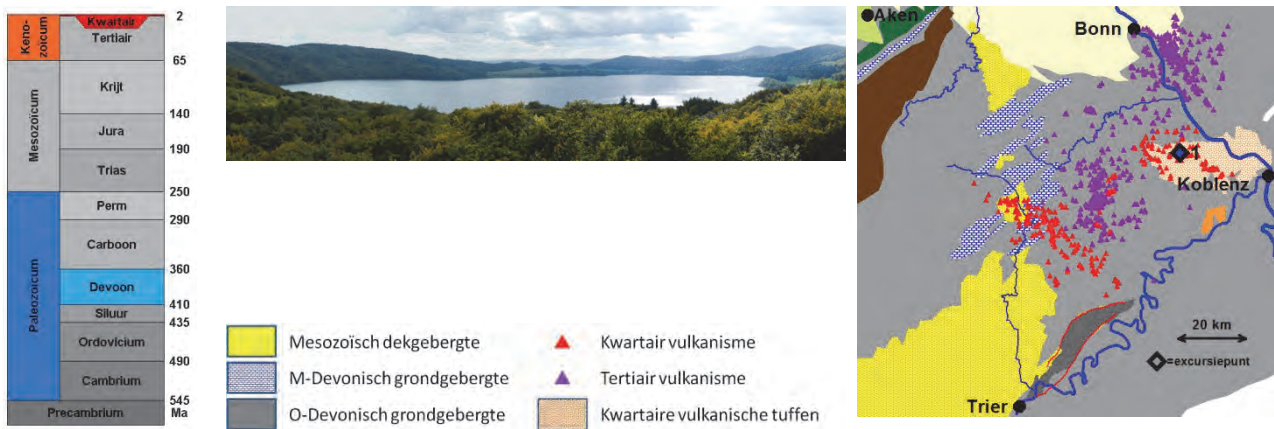 Keno-
zoicum
Mesozoïcum
Paleozoïcum
Kwartair
Tertiair
Krijt
Jura
Trias
Perm
Carboon
Devoon
Siluur
Ordovicium
Cambrium
Precambrium
2
65
140
190
250
290
360
410
435
490
545
Ma
Mesozoïsch dekgebergte
M-Devonisch grondgebergte
O-Devonisch grondgebergte
Kwartair vulkanisme
Tertiair vulkanisme
Kwartaire vulkanische tuffen
Aken
Bonn
1
Koblenz
20 km
=excursiepunt
Trier